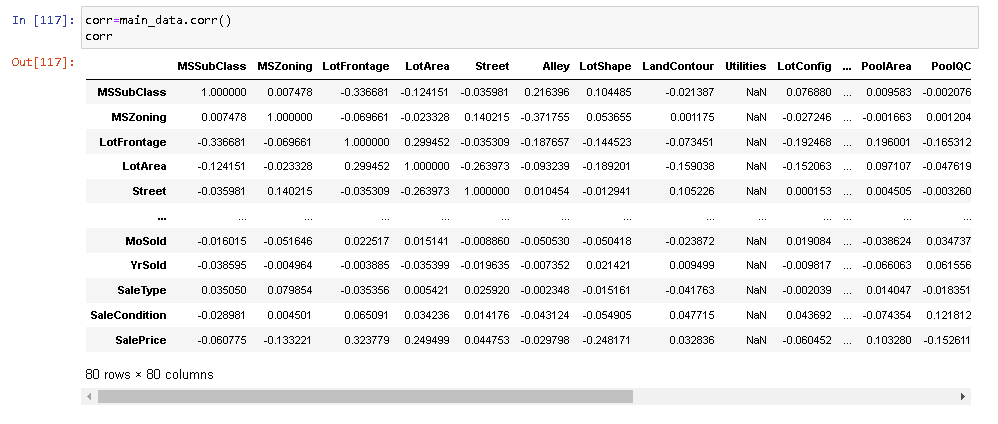 In [117]: corr=main_data.corr()
corr
Out[117]:
MSSubClass MSZoning LotFrontage LotArea Street Alley LotShape LandContour Utilities LotConfig ... PoolArea PoolQC
MSSubClass 1.000000 0.007478 -0.336681 -0.124151 -0.035981 0.216396 0.104485 -0.021387 NaN 0.076880 ... 0.009583 -0.002076
MSZoning 0.007478 1.000000 -0.069661 -0.023328 0.140215 -0.371755 0.053655 0.001175 NaN -0.027246 ... -0.001663 0.001204
LotFrontage -0.336681 -0.069661 1.000000 0.299452 -0.035309 -0.187657 -0.144523 -0.073451 NaN -0.192468 ... 0.196001 -0.165312
LotArea -0.124151 -0.023328 0.299452 1.000000 -0.263973 -0.093239 -0.189201 -0.159038 NaN -0.152063 ... 0.097107 -0.047619
Street -0.035981 0.140215 -0.035309 -0.263973 1.000000 0.010454 -0.012941 0.105226 NaN 0.000153 ... 0.004505 -0.003260
... ... ... ... ... ... ... ... ... ... ... ... ... ...
MoSold -0.016015 -0.051646 0.022517 0.015141 -0.008860 -0.050530 -0.050418 -0.023872 NaN 0.019084 ... -0.038624 0.034737
YrSold -0.038595 -0.004964 -0.003885 -0.035399 -0.019635 -0.007352 0.021421 0.009499 NaN -0.009817 ... -0.066063 0.061556
SaleType 0.035050 0.079854 -0.035356 0.005421 0.025920 -0.002348 -0.015161 -0.041763 NaN -0.002039 ... 0.014047 -0.018351
SaleCondition -0.028981 0.004501 0.065091 0.034236 0.014176 -0.043124 -0.054905 0.047715 NaN 0.043692 ... -0.074354 0.121812
SalePrice -0.060775 -0.133221 0.323779 0.249499 0.044753 -0.029798 -0.248171 0.032836 NaN -0.060452 ... 0.103280 -0.152611
80 rows × 80 columns